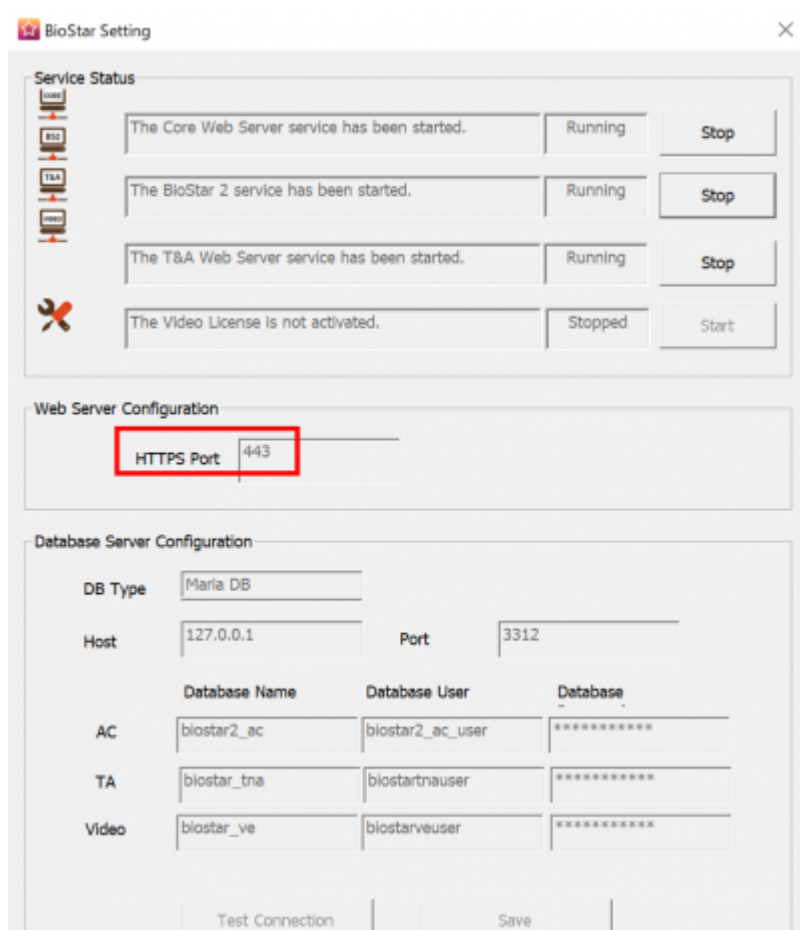 BioStar Setting
Service Status
CORE
BS2
T&A
VIDEO
The Core Web Server service has been started. Running Stop
The BioStar 2 service has been started. Running Stop
The T&A Web Server service has been started. Running Stop
The Video License is not activated. Stopped Start
Web Server Configuration
HTTPS Port 443
Database Server Configuration
DB Type Maria DB
Host 127.0.0.1 Port 3312
Database Name Database User Database
AC biostar2_ac biostar2_ac_user ***********
TA biostar_tna biostartnauser ***********
Video biostar_ve biostarveuser ***********
Test Connection Save